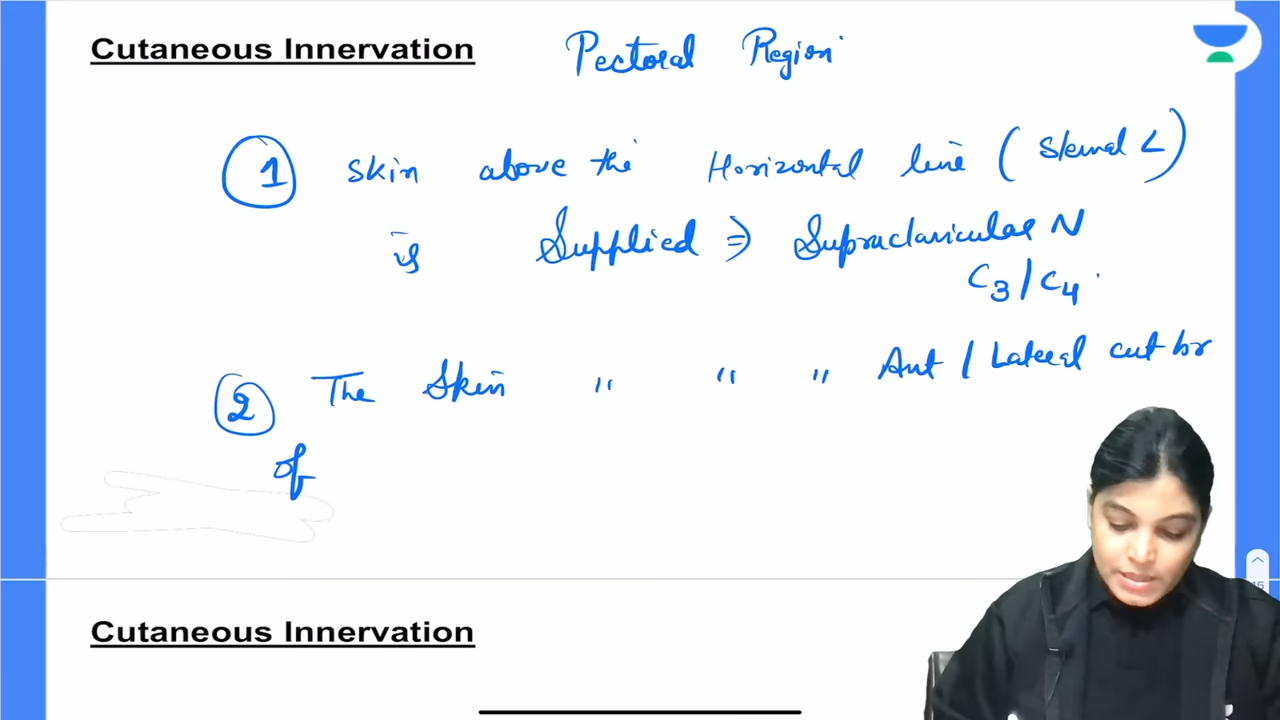 Cutaneous Innervation Pectoral Region
1 Skin above the Horizontal line (Sternal <)
is Supplied ⇒ Supraclavicular N
C3/C4
2 The Skin " " " Ant / Lateral cut br
of
Cutaneous Innervation